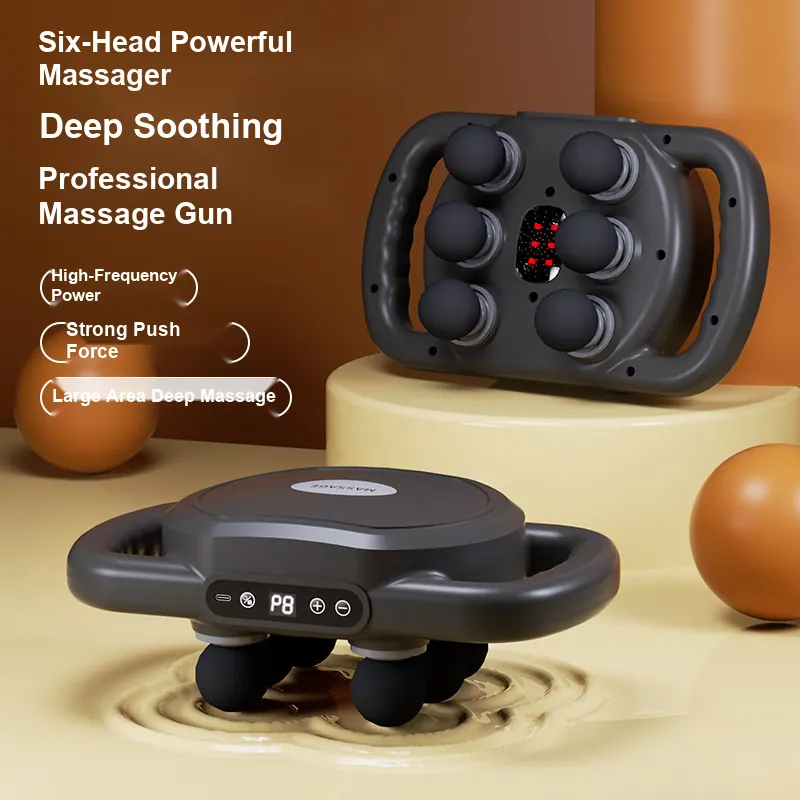 Six-Head Powerful
Massager
Deep Soothing
Professional
Massage Gun
High-Frequency
Power
Strong Push
Force
Large Area Deep Massage
MASSAGE
P8